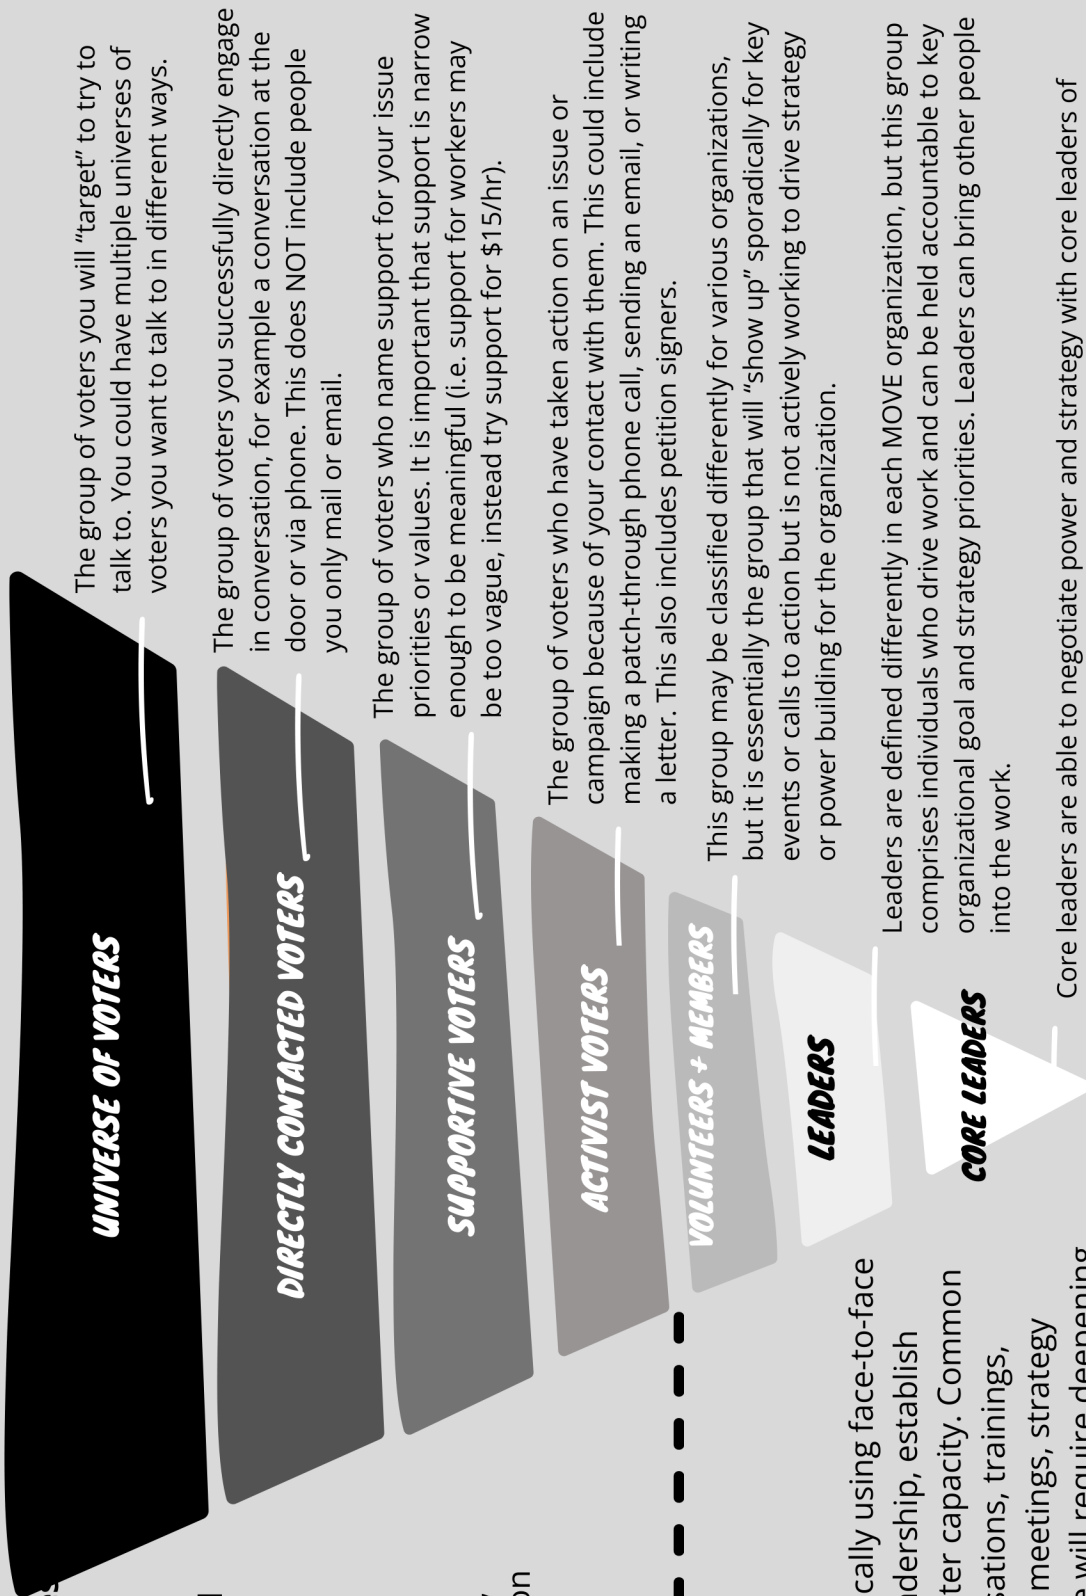 UNIVERSE OF VOTERS
The group of voters you will “target” to try to
talk to. You could have multiple universes of
voters you want to talk to in different ways.
DIRECTLY CONTACTED VOTERS
The group of voters you successfully directly engage
in conversation, for example a conversation at the
door or via phone. This does NOT include people
you only mail or email.
SUPPORTIVE VOTERS
The group of voters who name support for your issue
priorities or values. It is important that support is narrow
enough to be meaningful (i.e. support for workers may
be too vague, instead try support for $15/hr).
ACTIVIST VOTERS
The group of voters who have taken action on an issue or
campaign because of your contact with them. This could include
making a patch-through phone call, sending an email, or writing
a letter. This also includes petition signers.
VOLUNTEERS + MEMBERS
This group may be classified differently for various organizations,
but it is essentially the group that will “show up” sporadically for key
events or calls to action but is not actively working to drive strategy
or power building for the organization.
LEADERS
Leaders are defined differently in each MOVE organization, but this group
comprises individuals who drive work and can be held accountable to key
organizational goal and strategy priorities. Leaders can bring other people
into the work.
CORE LEADERS
Core leaders are able to negotiate power and strategy with core leaders of
on
cally using face-to-face
dership, establish
ter capacity. Common
sations, trainings,
meetings, strategy
will require deepening